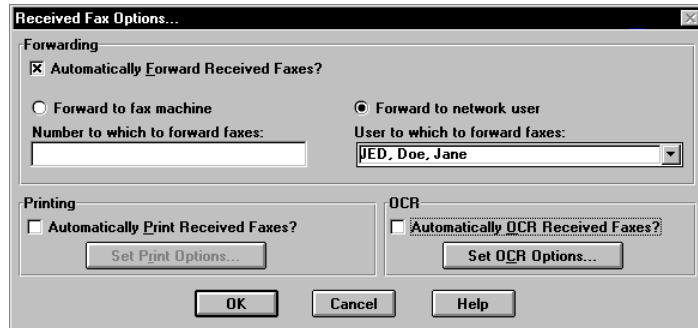 Received Fax Options...
Forwarding
Automatically Forward Received Faxes?
Forward to fax machine
Forward to network user
Number to which to forward faxes:
User to which to forward faxes:
JED, Doe, Jane
Printing
OCR
Automatically Print Received Faxes?
Automatically OCR Received Faxes?
Set Print Options...
Set OCR Options...
OK
Cancel
Help